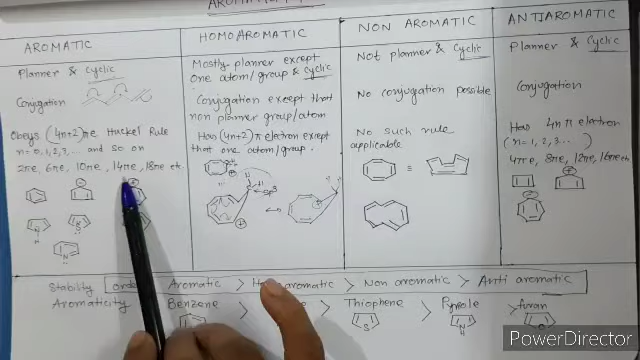 AROMATIC
Planner & Cyclic
Conjugation
Obeys (4n+2)πe Huckel Rule
n=0,1,2,3,... and so on
2πe, 6πe, 10πe, 14πe, 18πe etc.
HOMOAROMATIC
Mostly planner except
one atom/group & Cyclic
Conjugation except that
non planner group/atom
Has (4n+2)π electron except
that one atom/group.
NON AROMATIC
Not planner & Cyclic
No conjugation possible
No such rule
applicable
ANTIAROMATIC
Planner & Cyclic
Conjugation
Has 4nπ electron
(n=1,2,3...
4πe, 8πe, 12πe, 16πe etc
Stability order Aromatic > aromatic > Non aromatic > Anti aromatic
Aromaticity Benzene > > Thiophene > Pyrrole > furan
PowerDirector